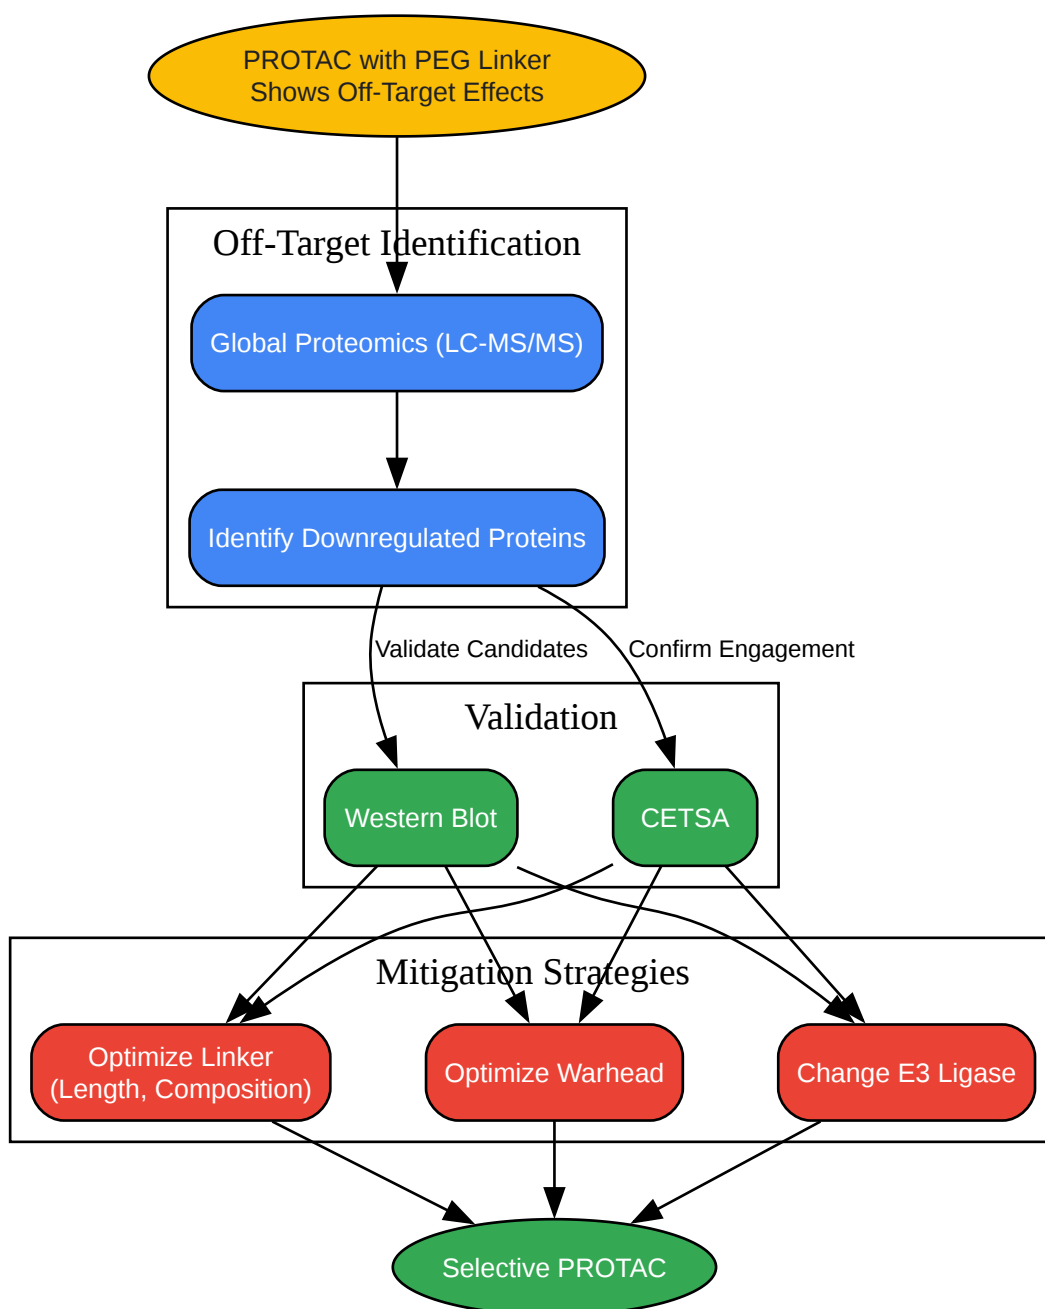 PROTAC with PEG Linker
Shows Off-Target Effects
Off-Target Identification
Global Proteomics (LC-MS/MS)
Identify Downregulated Proteins
Validate Candidates
Confirm Engagement
Validation
Western Blot
CETSA
Mitigation Strategies
Optimize Linker
(Length, Composition)
Optimize Warhead
Change E3 Ligase
Selective PROTAC